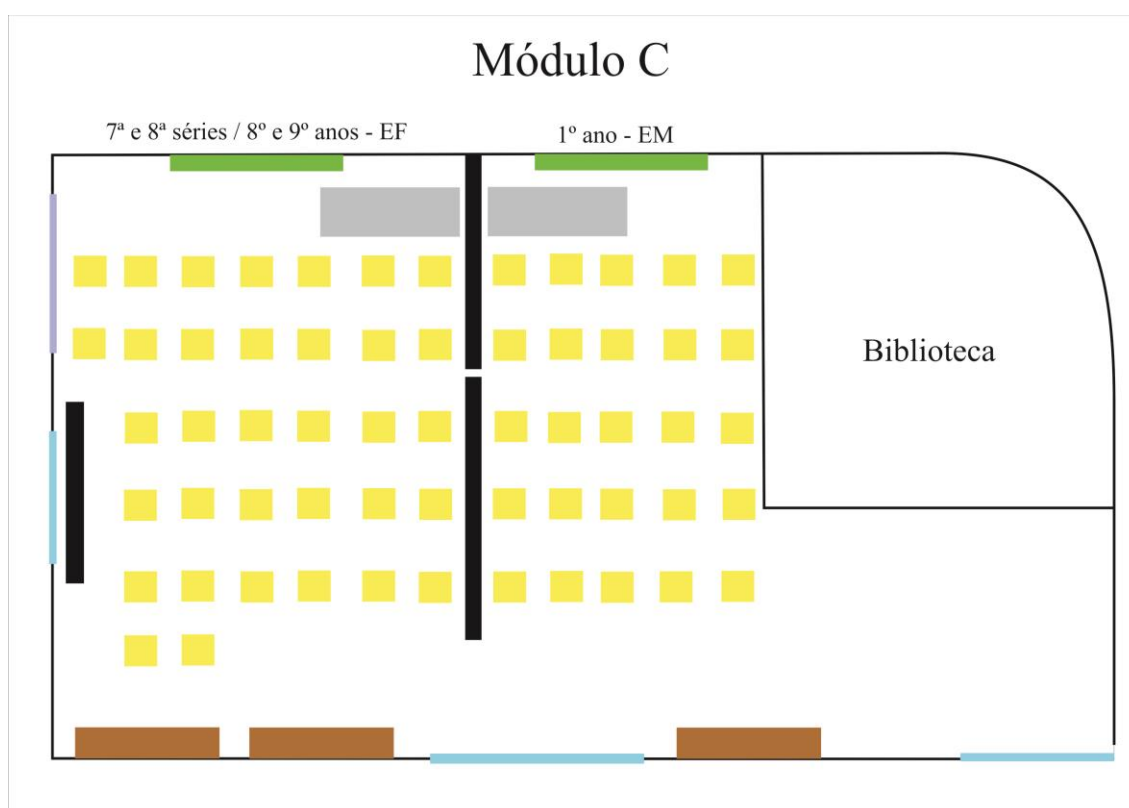 Módulo C
7ª e 8ª séries / 8º e 9º anos - EF
1º ano - EM
Biblioteca